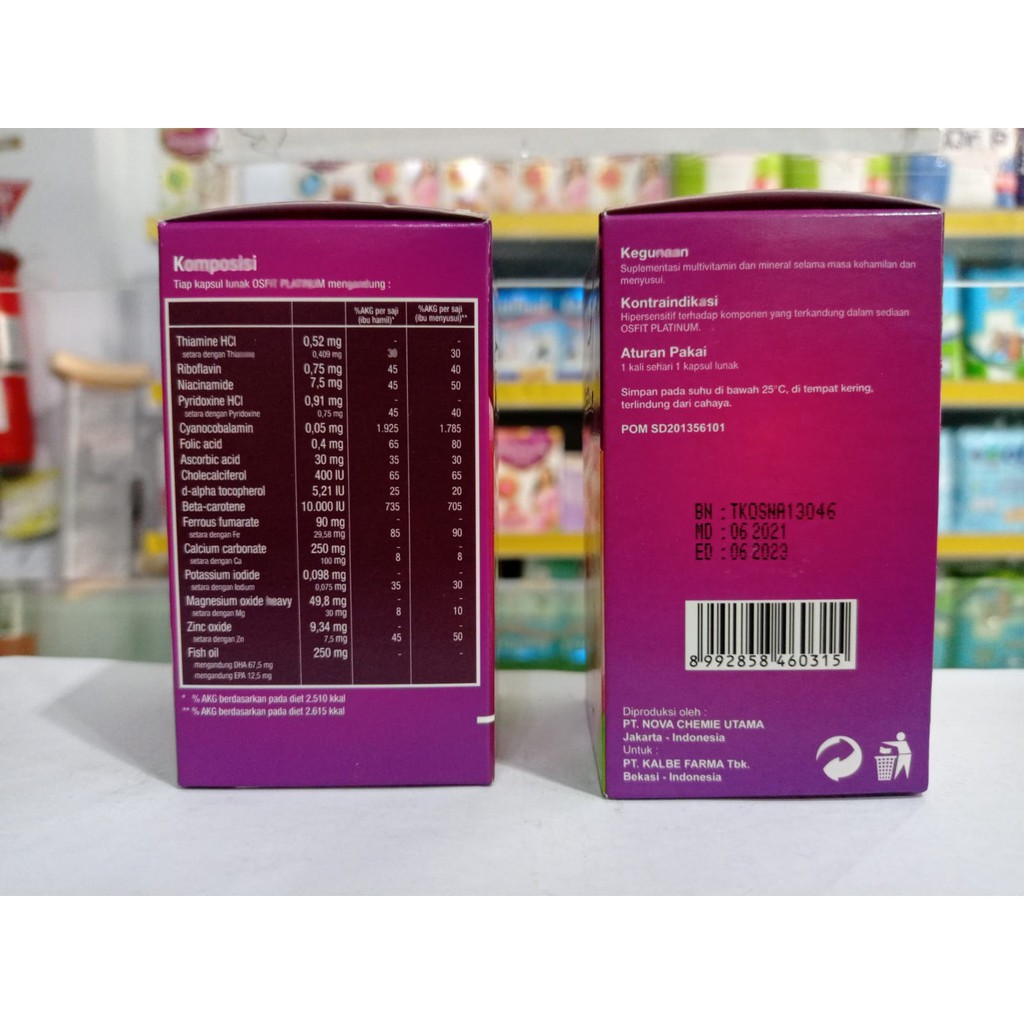 Komposisi
Tiap kapsul lunak OSFIT PLATINUM mengandung :
%AKG per saji (ibu hamil)* %AKG per saji (ibu menyusui)**
Thiamine HCl 0,52 mg - -
setara dengan Thiamine 0,409 mg 30 30
Riboflavin 0,75 mg 45 40
Niacinamide 7,5 mg 45 50
Pyridoxine HCl 0,91 mg - -
setara dengan Pyridoxine 0,75 mg 45 40
Cyanocobalamin 0,05 mg 1.925 1.785
Folic acid 0,4 mg 65 80
Ascorbic acid 30 mg 35 30
Cholecalciferol 400 IU 65 65
d-alpha tocopherol 5,21 IU 25 20
Beta-carotene 10.000 IU 735 705
Ferrous fumarate 90 mg - -
setara dengan Fe 29,58 mg 85 90
Calcium carbonate 250 mg - -
setara dengan Ca 100 mg 8 8
Potassium iodide 0,098 mg - -
setara dengan Iodium 0,075 mg 35 30
Magnesium oxide heavy 49,8 mg - -
setara dengan Mg 30 mg 8 10
Zinc oxide 9,34 mg - -
setara dengan Zn 7,5 mg 45 50
Fish oil 250 mg - -
mengandung DHA 67,5 mg
mengandung EPA 12,5 mg
* % AKG berdasarkan pada diet 2.510 kkal
** % AKG berdasarkan pada diet 2.615 kkal
Kegunaan
Suplementasi multivitamin dan mineral selama masa kehamilan dan
menyusui.
Kontraindikasi
Hipersensitif terhadap komponen yang terkandung dalam sediaan
OSFIT PLATINUM.
Aturan Pakai
1 kali sehari 1 kapsul lunak
Simpan pada suhu di bawah 25°C, di tempat kering,
terlindung dari cahaya.
POM SD201356101
BN : TKOSNA13046
MD : 06 2021
ED : 06 2023
8 992858 460315
Diproduksi oleh :
PT. NOVA CHEMIE UTAMA
Jakarta - Indonesia
Untuk :
PT. KALBE FARMA Tbk.
Bekasi - Indonesia